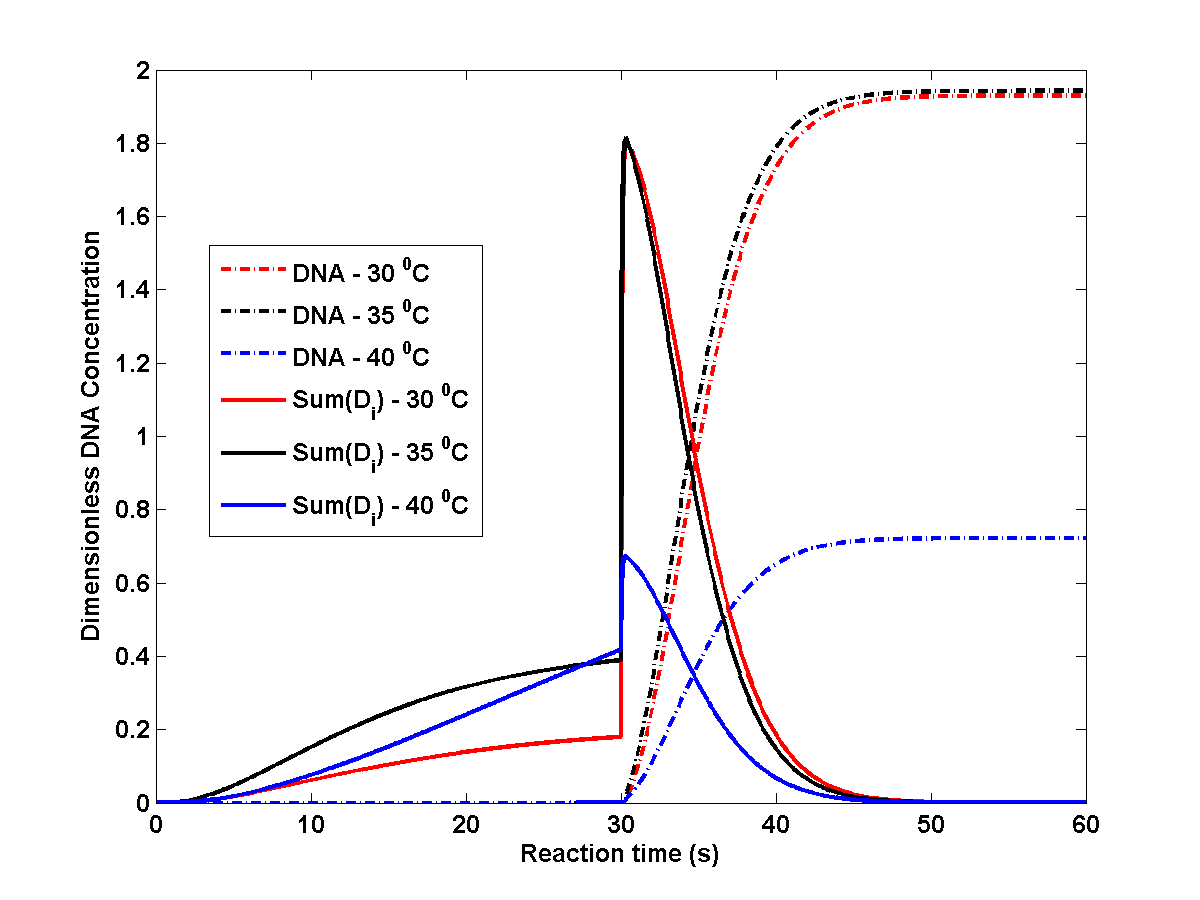 2
1.8
1.6
1.4
1.2
1
0.8
0.6
0.4
0.2
0
Dimensionless DNA Concentration
DNA - 30 ⁰C
DNA - 35 ⁰C
DNA - 40 ⁰C
Sum(Dᵢ) - 30 ⁰C
Sum(Dᵢ) - 35 ⁰C
Sum(Dᵢ) - 40 ⁰C
0 10 20 30 40 50 60
Reaction time (s)